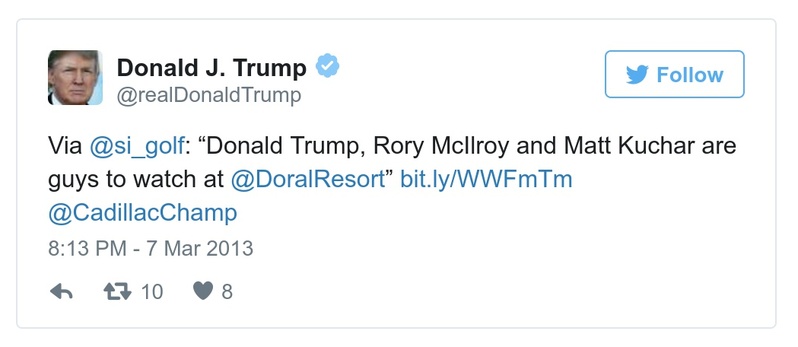 Donald J. Trump
@realDonaldTrump
Follow
Via @si_golf: “Donald Trump, Rory McIlroy and Matt Kuchar are
guys to watch at @DoralResort” bit.ly/WWFmTm
@CadillacChamp
8:13 PM - 7 Mar 2013
10 8